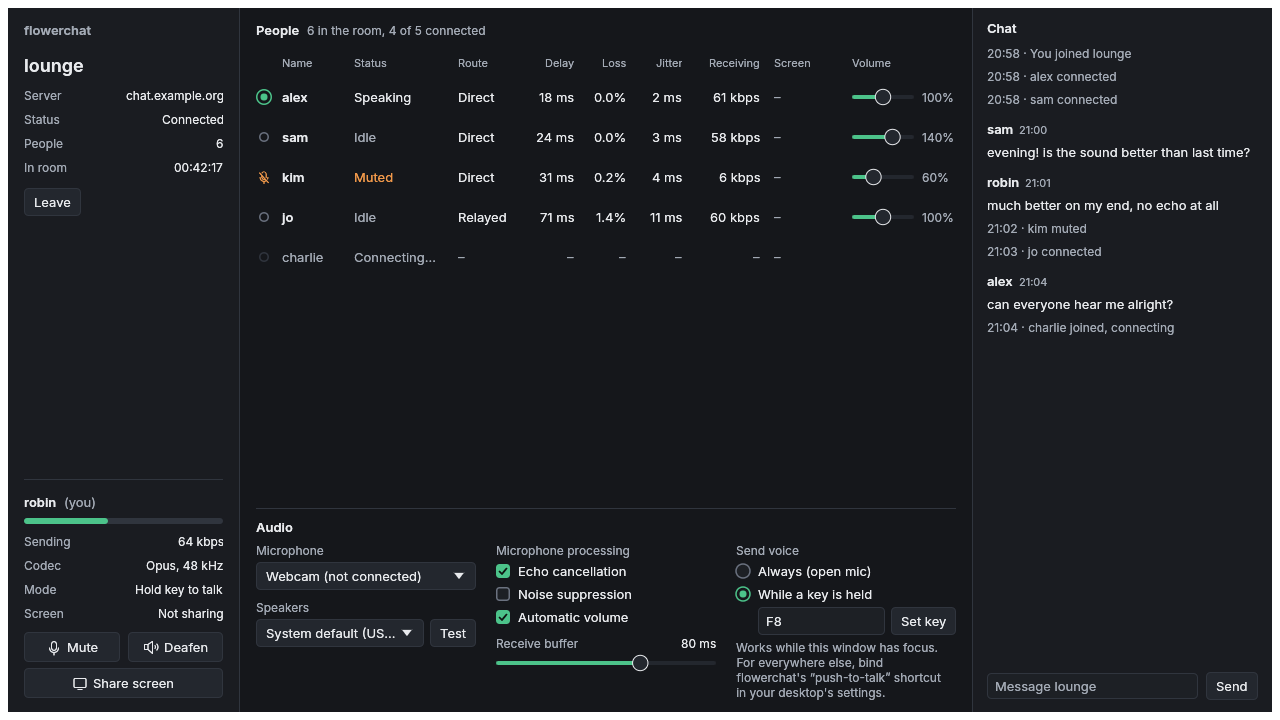 flowerchat
lounge
Server chat.example.org
Status Connected
People 6
In room 00:42:17
Leave
robin (you)
Sending 64 kbps
Codec Opus, 48 kHz
Mode Hold key to talk
Screen Not sharing
Mute Deafen
Share screen
People 6 in the room, 4 of 5 connected
Name Status Route Delay Loss Jitter Receiving Screen Volume
alex Speaking Direct 18 ms 0.0% 2 ms 61 kbps – 100%
sam Idle Direct 24 ms 0.0% 3 ms 58 kbps – 140%
kim Muted Direct 31 ms 0.2% 4 ms 6 kbps – 60%
jo Idle Relayed 71 ms 1.4% 11 ms 60 kbps – 100%
charlie Connecting... – – – – – –
Audio
Microphone
Webcam (not connected)
Speakers
System default (US... Test
Microphone processing
Echo cancellation
Noise suppression
Automatic volume
Receive buffer 80 ms
Send voice
Always (open mic)
While a key is held
F8 Set key
Works while this window has focus.
For everywhere else, bind
flowerchat's “push-to-talk” shortcut
in your desktop's settings.
Chat
20:58 · You joined lounge
20:58 · alex connected
20:58 · sam connected
sam 21:00
evening! is the sound better than last time?
robin 21:01
much better on my end, no echo at all
21:02 · kim muted
21:03 · jo connected
alex 21:04
can everyone hear me alright?
21:04 · charlie joined, connecting
Message lounge Send